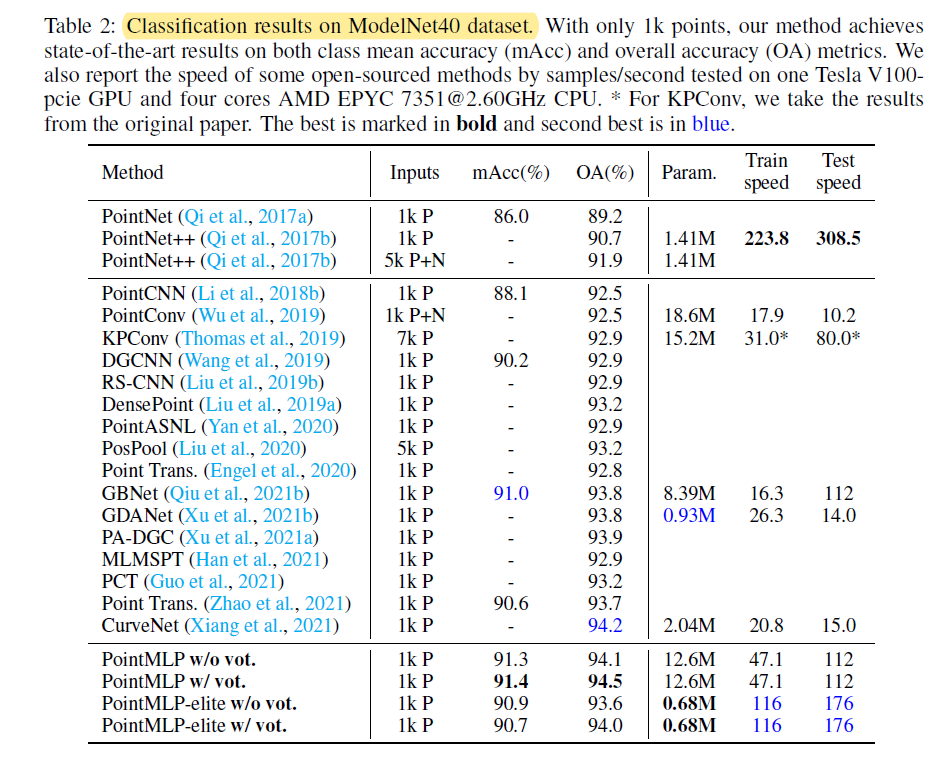 Table 2: Classification results on ModelNet40 dataset. With only 1k points, our method achieves
state-of-the-art results on both class mean accuracy (mAcc) and overall accuracy (OA) metrics. We
also report the speed of some open-sourced methods by samples/second tested on one Tesla V100-
pcie GPU and four cores AMD EPYC 7351@2.60GHz CPU. * For KPConv, we take the results
from the original paper. The best is marked in bold and second best is in blue.
Method Inputs mAcc(%) OA(%) Param. Train speed Test speed
PointNet (Qi et al., 2017a) 1k P 86.0 89.2
PointNet++ (Qi et al., 2017b) 1k P - 90.7 1.41M 223.8 308.5
PointNet++ (Qi et al., 2017b) 5k P+N - 91.9 1.41M
PointCNN (Li et al., 2018b) 1k P 88.1 92.5
PointConv (Wu et al., 2019) 1k P+N - 92.5 18.6M 17.9 10.2
KPConv (Thomas et al., 2019) 7k P - 92.9 15.2M 31.0* 80.0*
DGCNN (Wang et al., 2019) 1k P 90.2 92.9
RS-CNN (Liu et al., 2019b) 1k P - 92.9
DensePoint (Liu et al., 2019a) 1k P - 93.2
PointASNL (Yan et al., 2020) 1k P - 92.9
PosPool (Liu et al., 2020) 5k P - 93.2
Point Trans. (Engel et al., 2020) 1k P - 92.8
GBNet (Qiu et al., 2021b) 1k P 91.0 93.8 8.39M 16.3 112
GDANet (Xu et al., 2021b) 1k P - 93.8 0.93M 26.3 14.0
PA-DGC (Xu et al., 2021a) 1k P - 93.9
MLMSPT (Han et al., 2021) 1k P - 92.9
PCT (Guo et al., 2021) 1k P - 93.2
Point Trans. (Zhao et al., 2021) 1k P 90.6 93.7
CurveNet (Xiang et al., 2021) 1k P - 94.2 2.04M 20.8 15.0
PointMLP w/o vot. 1k P 91.3 94.1 12.6M 47.1 112
PointMLP w/ vot. 1k P 91.4 94.5 12.6M 47.1 112
PointMLP-elite w/o vot. 1k P 90.9 93.6 0.68M 116 176
PointMLP-elite w/ vot. 1k P 90.7 94.0 0.68M 116 176